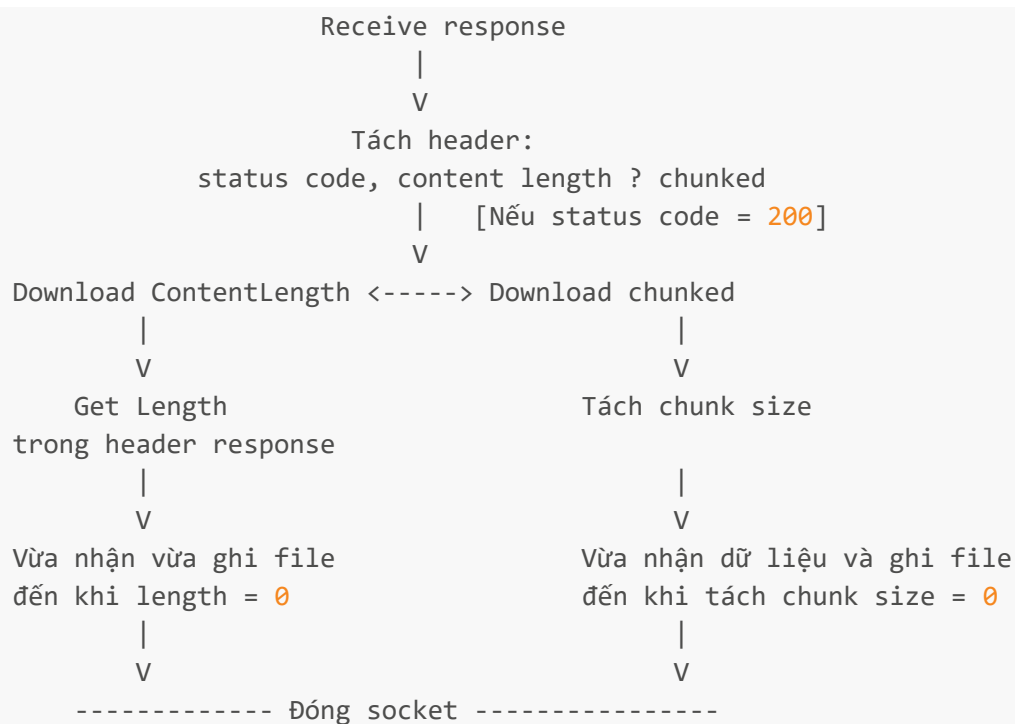 Receive response
|
V
Tách header:
status code, content length ? chunked
| [Nếu status code = 200]
V
Download ContentLength <-----> Download chunked
| |
V V
Get Length Tách chunk size
trong header response
| |
V V
Vừa nhận vừa ghi file Vừa nhận dữ liệu và ghi file
đến khi length = 0 đến khi tách chunk size = 0
| |
V V
------------- Đóng socket ----------------